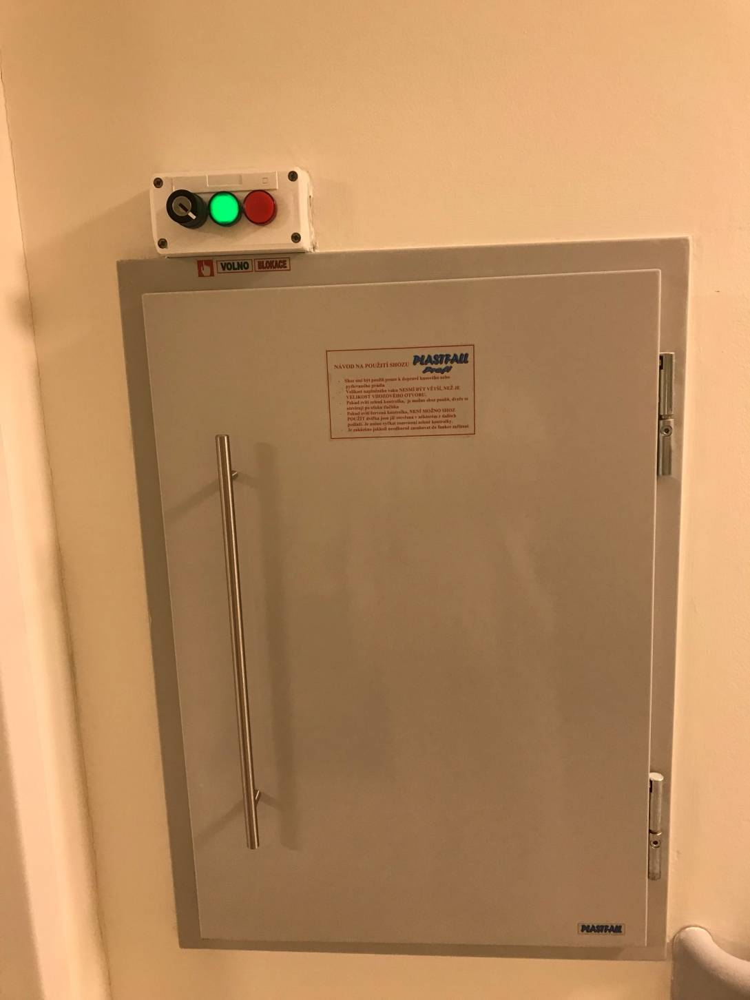 VOLNO BLOKACE
NÁVOD NA POUŽITÍ SHOZU PLASTFALL
Profi
- Shoz smí být použit pouze k dopravě kusového nebo
pytlovaného prádla
- Velikost naplněného vaku NESMÍ BÝT VĚTŠÍ, NEŽ JE
VELIKOST VHOZOVÉHO OTVORU.
- Pokud svítí zelená kontrolka, je možno shoz použít, dveře se
otevírají po stisku tlačítka
- Pokud svítí červená kontrolka, NENÍ MOŽNO SHOZ
POUŽÍT dvířka jsou již otevřena v některém z dalších
podlaží. Je nutno vyčkat rozsvícení zelené kontrolky.
- Je zakázáno jakkoli neodborně zasahovat do funkce zařízení
PLASTFALL